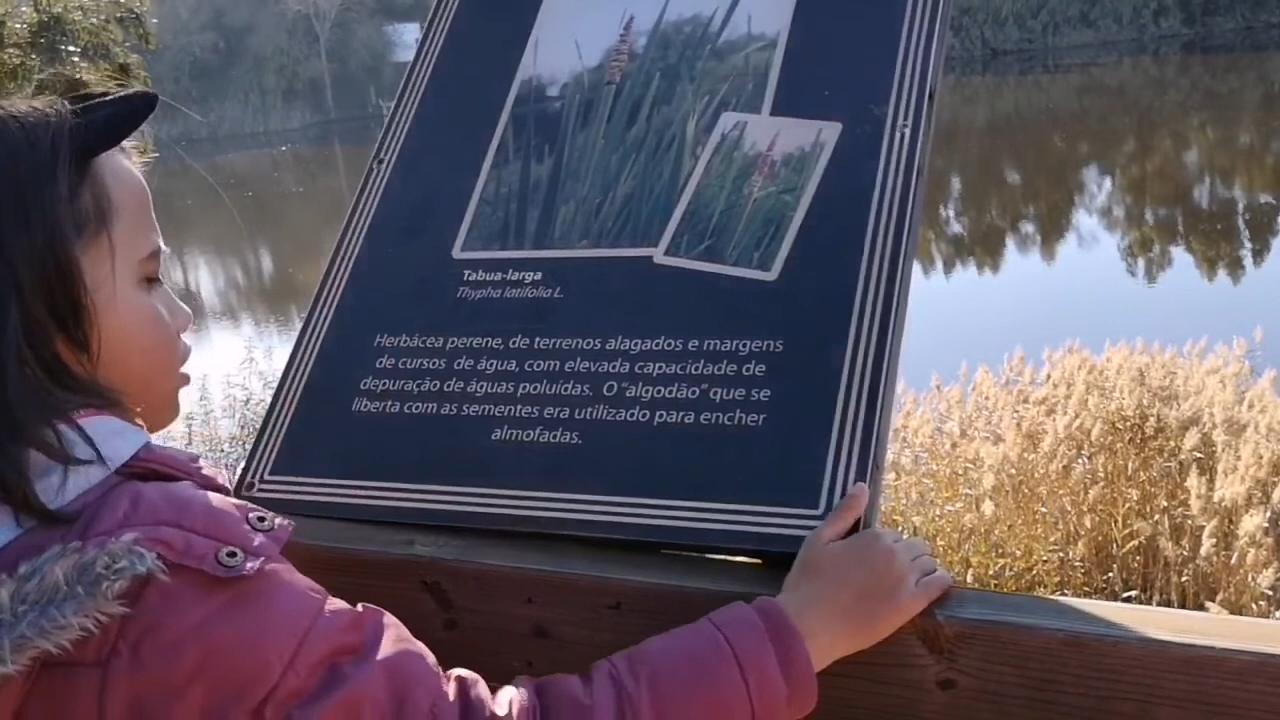 Tabua-larga
Thypha latifolia L.
Herbácea perene, de terrenos alagados e margens
de cursos de água, com elevada capacidade de
depuração de águas poluídas. O "algodão" que se
liberta com as sementes era utilizado para encher
almofadas.